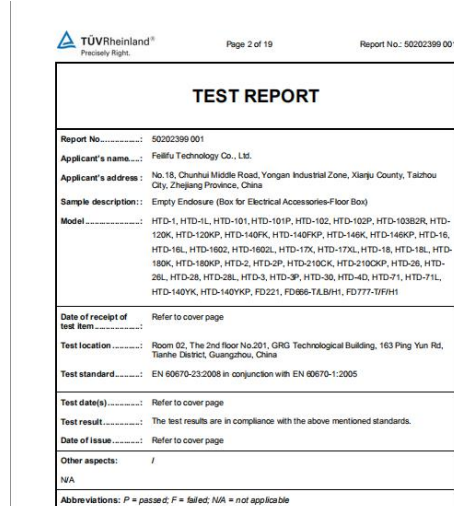 TÜVRheinland®
Precisely Right.
Page 2 of 19
Report No.: 50202399 001
TEST REPORT
Report No................: 50202399 001
Applicant's name....: Feilifu Technology Co., Ltd.
Applicant's address : No.18, Chunhui Middle Road, Yongan Industrial Zone, Xianju County, Taizhou
City, Zhejiang Province, China
Sample description: : Empty Endosure (Box for Electrical Accessories-Floor Box)
Model ......................: HTD-1, HTD-1L, HTD-101, HTD-101P, HTD-102, HTD-102P, HTD-103B2R, HTD-
120K, HTD-120KP, HTD-140FK, HTD-140FKP, HTD-146K, HTD-146KP, HTD-16,
HTD-16L, HTD-1602, HTD-1602L, HTD-17X, HTD-17XL, HTD-18, HTD-18L, HTD-
180K, HTD-180KP, HTD-2, HTD-2P, HTD-210CK, HTD-210CKP, HTD-26, HTD-
26L, HTD-28, HTD-28L, HTD-3, HTD-3P, HTD-30, HTD-4D, HTD-71, HTD-71L,
HTD-140YK, HTD-140YKP, FD221, FD666-T/LB/H1, FD777-T/F/H1
Date of receipt of
test item...................: Refer to cover page
Test location ...........: Room 02, The 2nd floor No.201, GRG Technological Building, 163 Ping Yun Rd,
Tianhe District, Guangzhou, China
Test standard...........: EN 60670-23:2008 in conjunction with EN 60670-1:2005
Test date(s)..............: Refer to cover page
Test result................: The test results are in compliance with the above mentioned standards.
Date of issue............: Refer to cover page
Other aspects: /
N/A
Abbreviations: P = passed; F = failed; N/A = not applicable